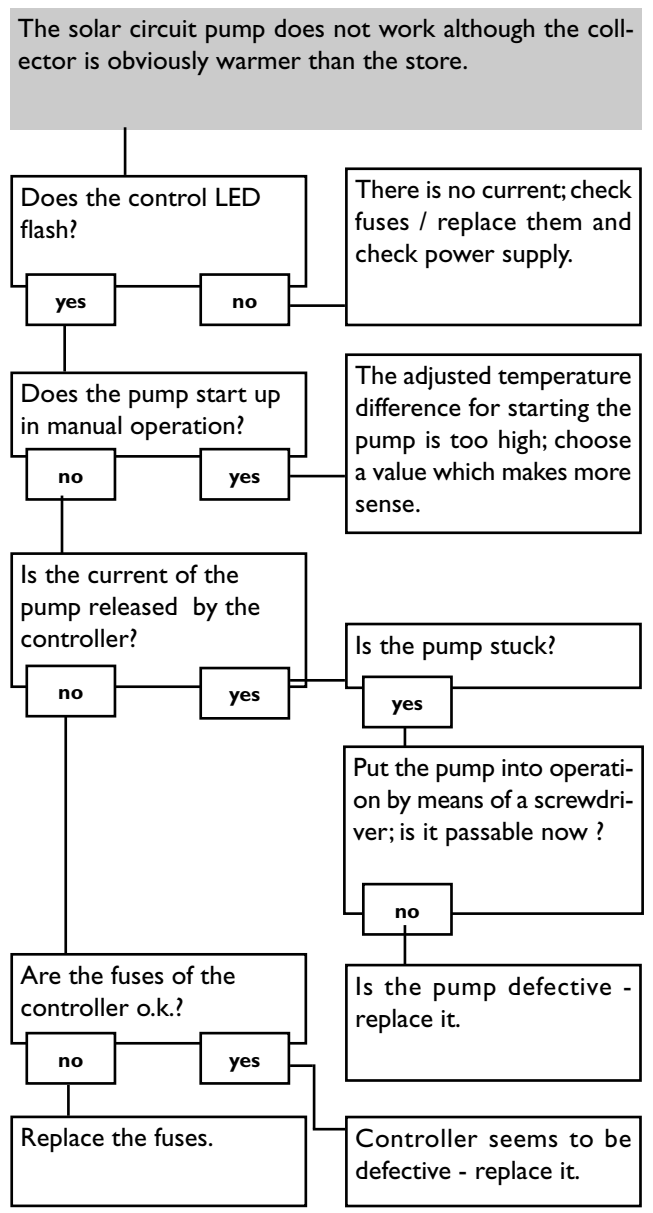 The solar circuit pump does not work although the coll-
ector is obviously warmer than the store.
Does the control LED
flash?
yes
no
There is no current; check
fuses / replace them and
check power supply.
Does the pump start up
in manual operation?
no
yes
The adjusted temperature
difference for starting the
pump is too high; choose
a value which makes more
sense.
Is the current of the
pump released by the
controller?
no
yes
Is the pump stuck?
yes
Put the pump into operati-
on by means of a screwdri-
ver; is it passable now ?
no
Is the pump defective -
replace it.
Are the fuses of the
controller o.k.?
no
yes
Replace the fuses.
Controller seems to be
defective - replace it.